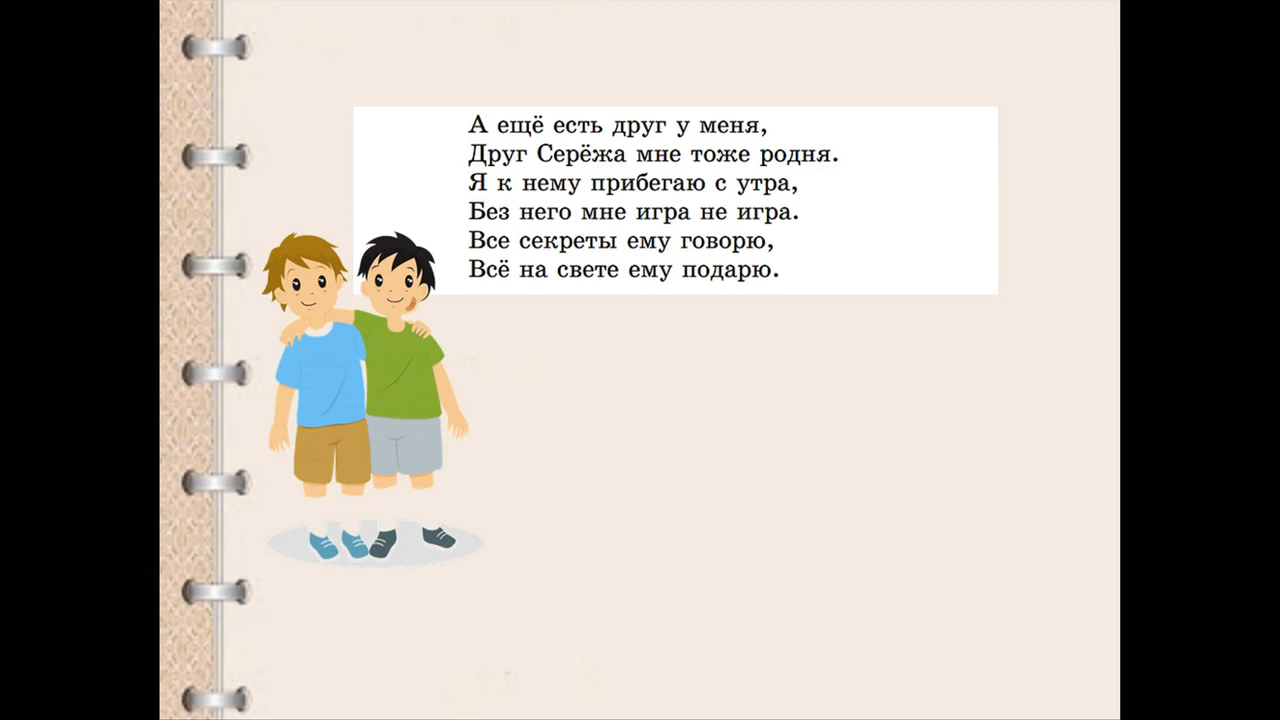 А ещё есть друг у меня,
Друг Серёжа мне тоже родня.
Я к нему прибегаю с утра,
Без него мне игра не игра.
Все секреты ему говорю,
Всё на свете ему подарю.